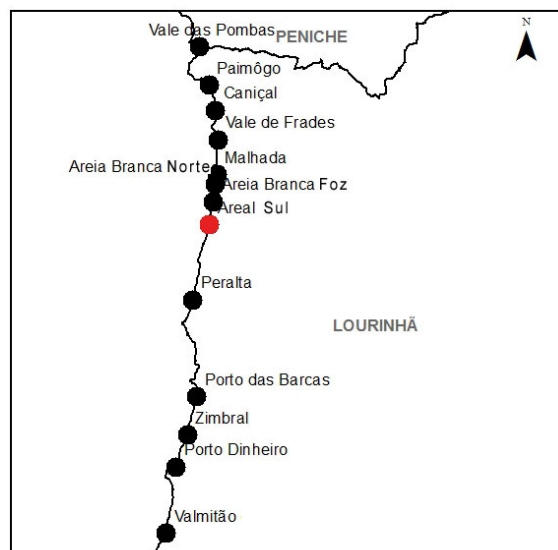 Vale das Pombas
PENICHE
N
Paimôgo
Caniçal
Vale de Frades
Malhada
Areia Branca Norte
Areia Branca Foz
Areal Sul
Peralta
LOURINHÃ
Porto das Barcas
Zimbral
Porto Dinheiro
Valmitão